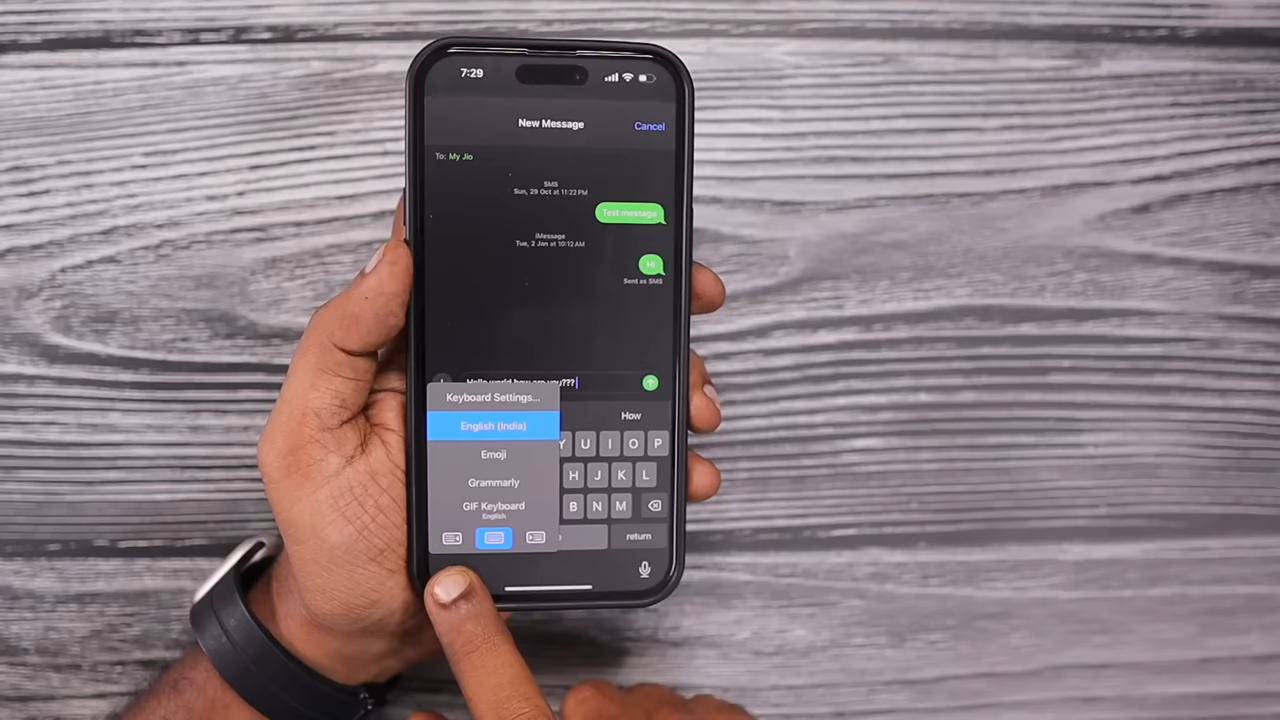 7:29
New Message
Cancel
To: My Jio
SMS
Sun, 29 Oct at 11:22 PM
Test message
iMessage
Tue, 2 Jan at 10:12 AM
Hi
Sent as SMS
Hello world how are you???
Keyboard Settings...
English (India)
Emoji
Grammarly
GIF Keyboard
English
How
Y U I O P
H J K L
B N M
return